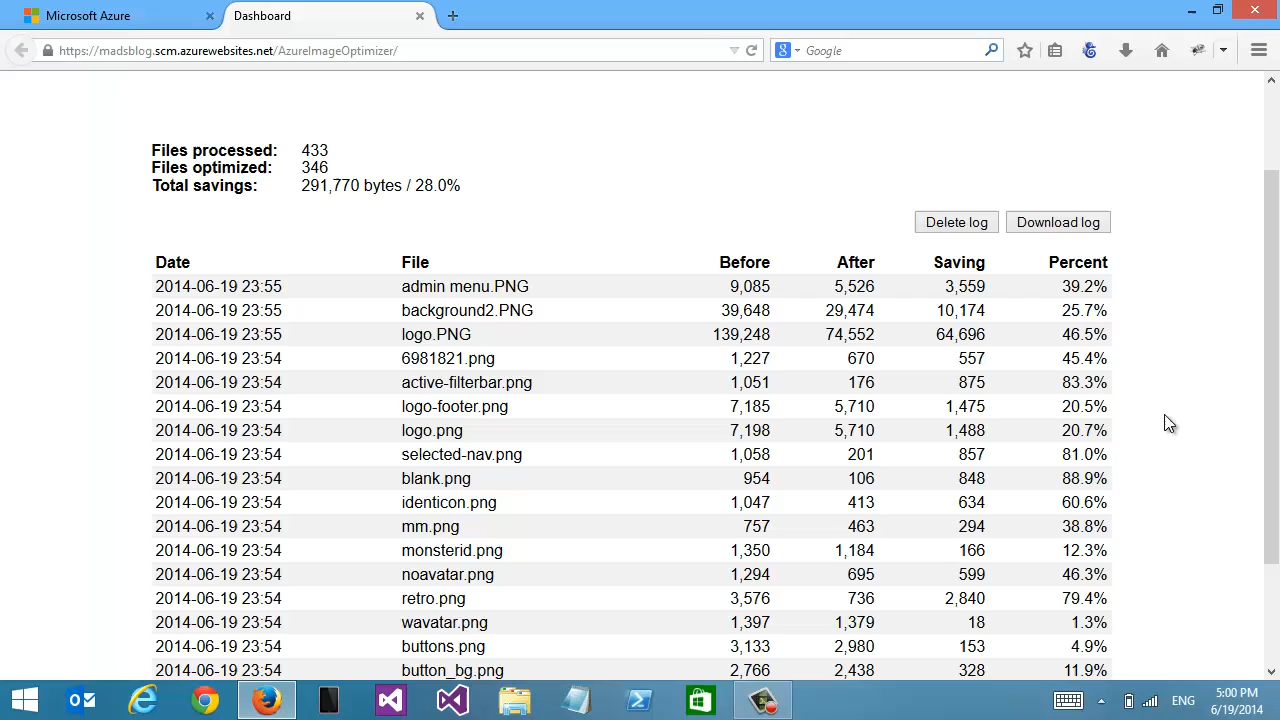 Microsoft Azure
Dashboard
https://madsblog.scm.azurewebsites.net/AzureImageOptimizer/
Google
Files processed: 433
Files optimized: 346
Total savings: 291,770 bytes / 28.0%
Delete log Download log
Date File Before After Saving Percent
2014-06-19 23:55 admin menu.PNG 9,085 5,526 3,559 39.2%
2014-06-19 23:55 background2.PNG 39,648 29,474 10,174 25.7%
2014-06-19 23:55 logo.PNG 139,248 74,552 64,696 46.5%
2014-06-19 23:54 6981821.png 1,227 670 557 45.4%
2014-06-19 23:54 active-filterbar.png 1,051 176 875 83.3%
2014-06-19 23:54 logo-footer.png 7,185 5,710 1,475 20.5%
2014-06-19 23:54 logo.png 7,198 5,710 1,488 20.7%
2014-06-19 23:54 selected-nav.png 1,058 201 857 81.0%
2014-06-19 23:54 blank.png 954 106 848 88.9%
2014-06-19 23:54 identicon.png 1,047 413 634 60.6%
2014-06-19 23:54 mm.png 757 463 294 38.8%
2014-06-19 23:54 monsterid.png 1,350 1,184 166 12.3%
2014-06-19 23:54 noavatar.png 1,294 695 599 46.3%
2014-06-19 23:54 retro.png 3,576 736 2,840 79.4%
2014-06-19 23:54 wavatar.png 1,397 1,379 18 1.3%
2014-06-19 23:54 buttons.png 3,133 2,980 153 4.9%
2014-06-19 23:54 button_bg.png 2,766 2,438 328 11.9%
ENG
5:00 PM
6/19/2014